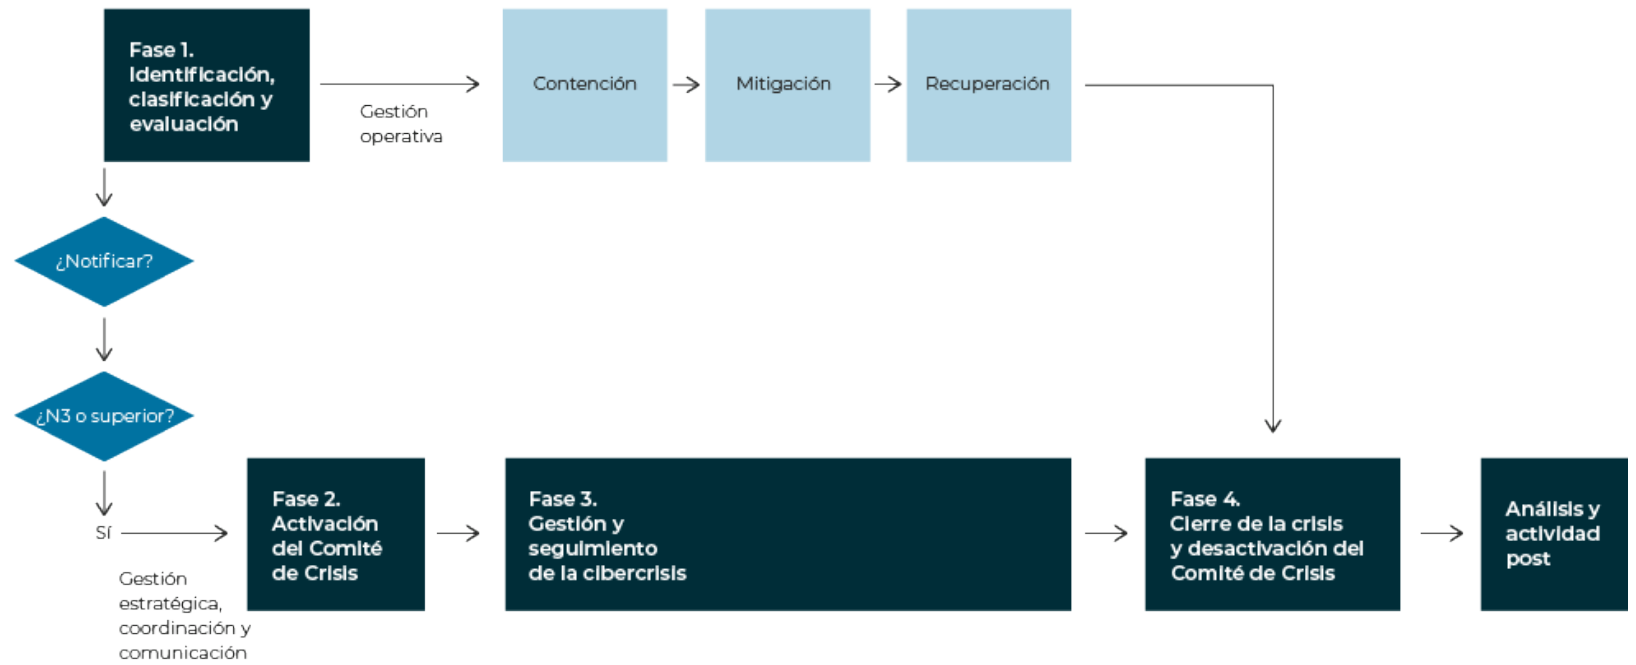 Fase 1.
Identificación,
clasificación y
evaluación
Gestión
operativa
Contención
Mitigación
Recuperación
¿Notificar?
¿N3 o superior?
Sí
Gestión
estratégica,
coordinación y
comunicación
Fase 2.
Activación
del Comité
de Crisis
Fase 3.
Gestión y
seguimiento
de la cibercrisis
Fase 4.
Cierre de la crisis
y desactivación del
Comité de Crisis
Análisis y
actividad
post